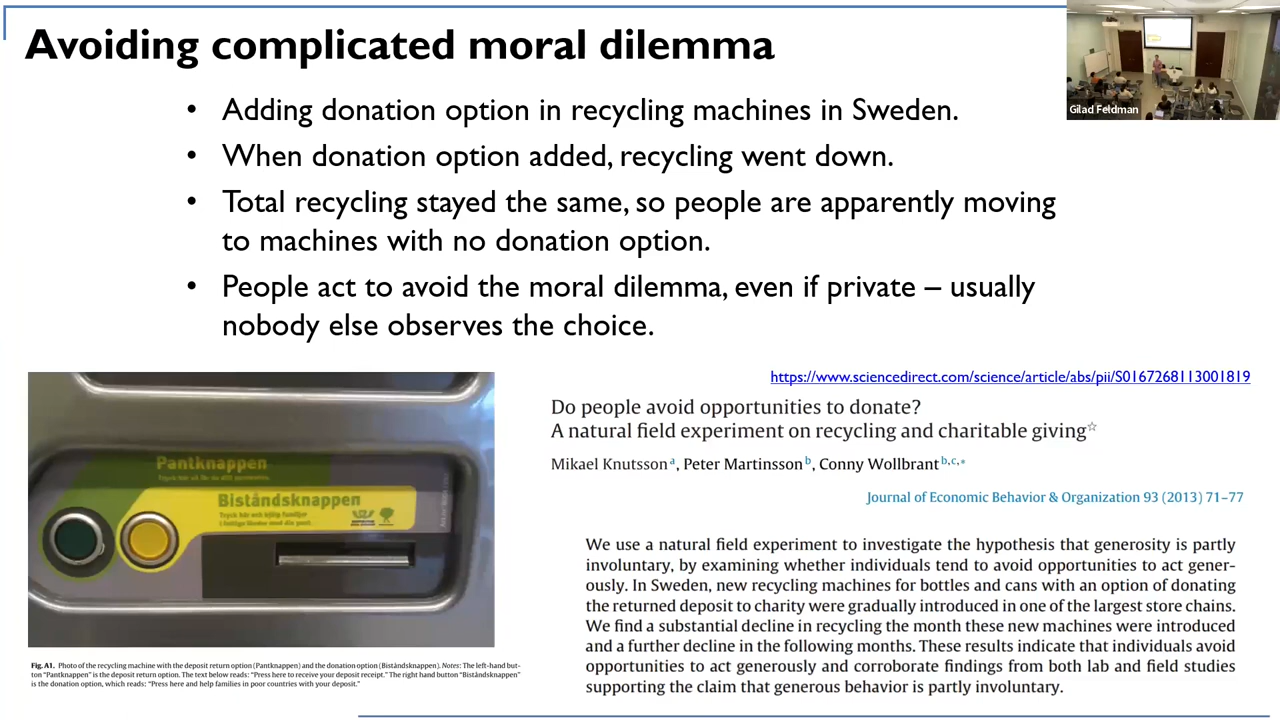 Avoiding complicated moral dilemma
Gilad Feldman
• Adding donation option in recycling machines in Sweden.
• When donation option added, recycling went down.
• Total recycling stayed the same, so people are apparently moving
to machines with no donation option.
• People act to avoid the moral dilemma, even if private – usually
nobody else observes the choice.
https://www.sciencedirect.com/science/article/abs/pii/S0167268113001819
Do people avoid opportunities to donate?
A natural field experiment on recycling and charitable giving☆
Mikael Knutsson a, Peter Martinsson b, Conny Wollbrant b,c,*
Journal of Economic Behavior & Organization 93 (2013) 71–77
We use a natural field experiment to investigate the hypothesis that generosity is partly
involuntary, by examining whether individuals tend to avoid opportunities to act gener-
ously. In Sweden, new recycling machines for bottles and cans with an option of donating
the returned deposit to charity were gradually introduced in one of the largest store chains.
We find a substantial decline in recycling the month these new machines were introduced
and a further decline in the following months. These results indicate that individuals avoid
opportunities to act generously and corroborate findings from both lab and field studies
supporting the claim that generous behavior is partly involuntary.
Pantknappen
Biståndsknappen
Tryck här och hjälp familjer
i fattiga länder med din pant.
Fig. A1. Photo of the recycling machine with the deposit return option (Pantknappen) and the donation option (Biståndsknappen). Notes: The left-hand but-
ton "Pantknappen" is the deposit return option. The text below reads: "Press here to receive your deposit receipt." The right hand button "Biståndsknappen"
is the donation option, which reads: "Press here and help families in poor countries with your deposit."